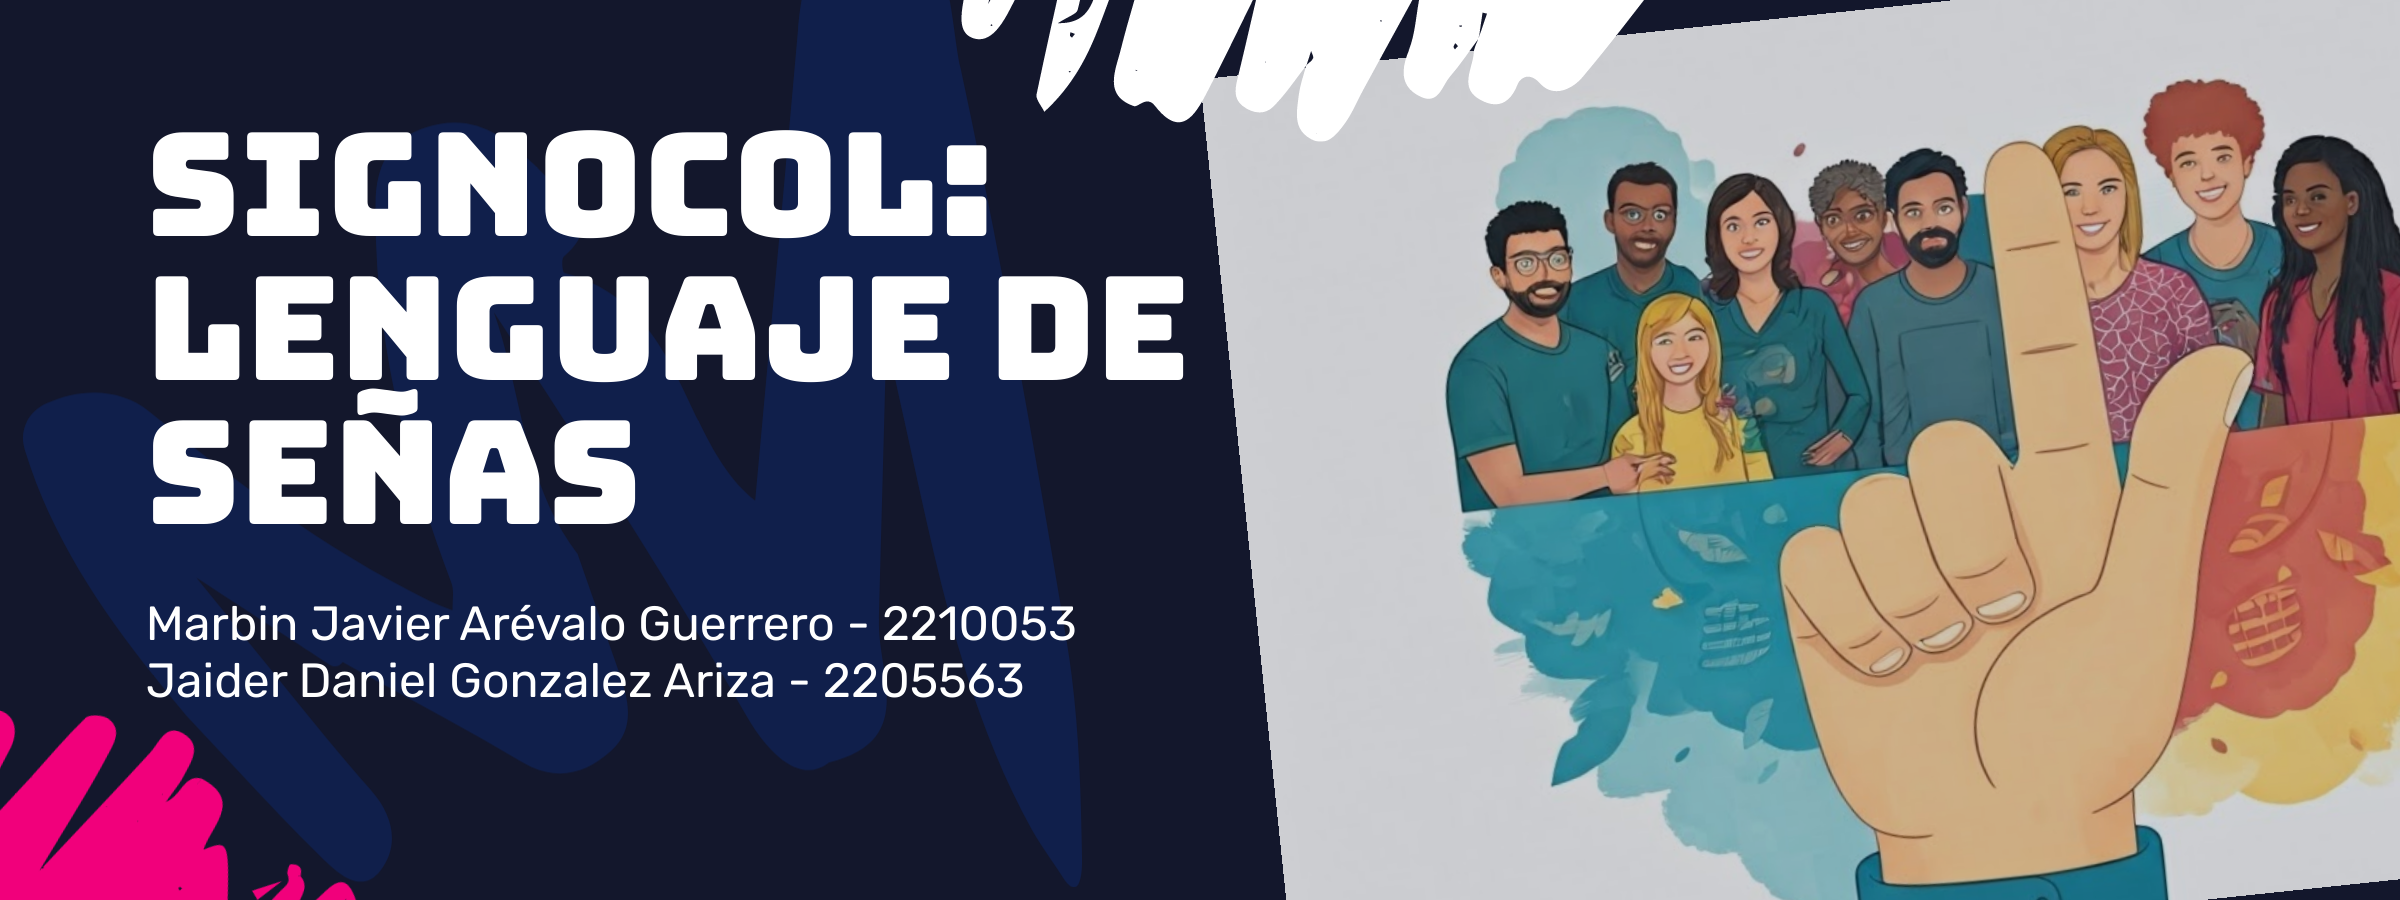 SIGNOCOL:
LENGUAJE DE
SEÑAS
Marbin Javier Arévalo Guerrero - 2210053
Jaider Daniel Gonzalez Ariza - 2205563